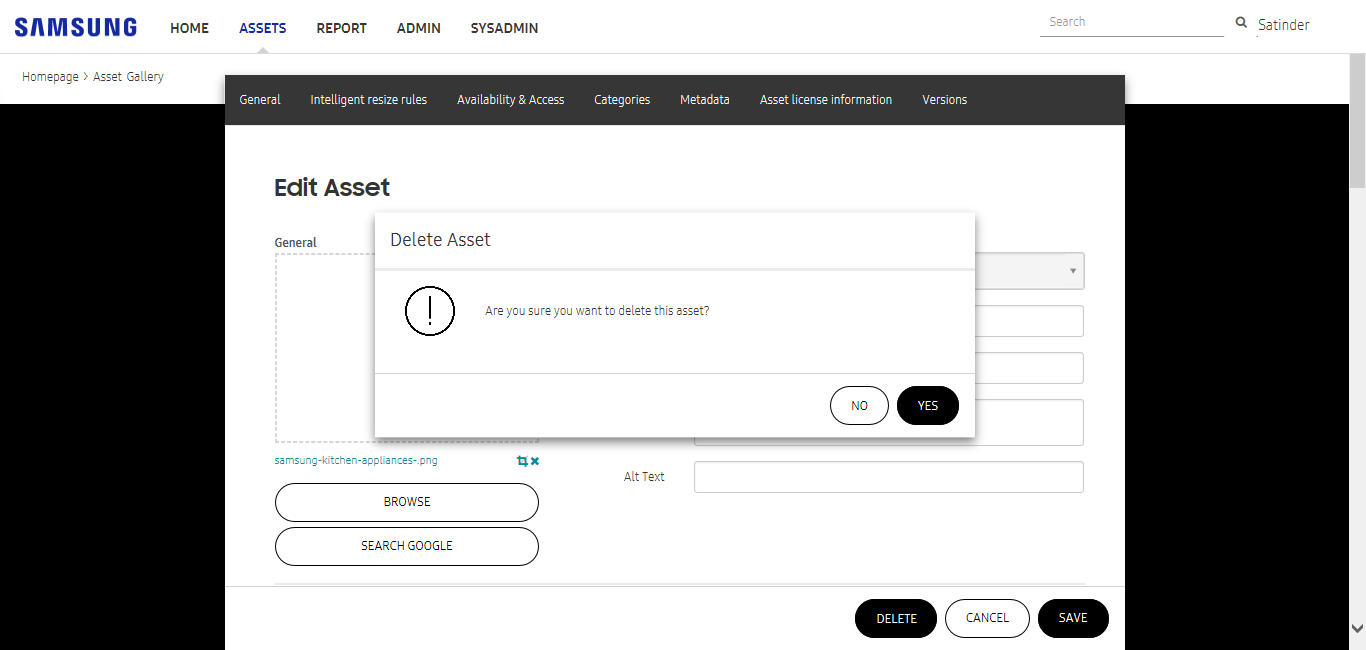 SAMSUNG HOME ASSETS REPORT ADMIN SYSADMIN Search Satinder
Homepage > Asset Gallery
General Intelligent resize rules Availability & Access Categories Metadata Asset license information Versions
Edit Asset
General
Delete Asset
Are you sure you want to delete this asset?
NO YES
samsung-kitchen-appliances-.png
Alt Text
BROWSE
SEARCH GOOGLE
DELETE CANCEL SAVE